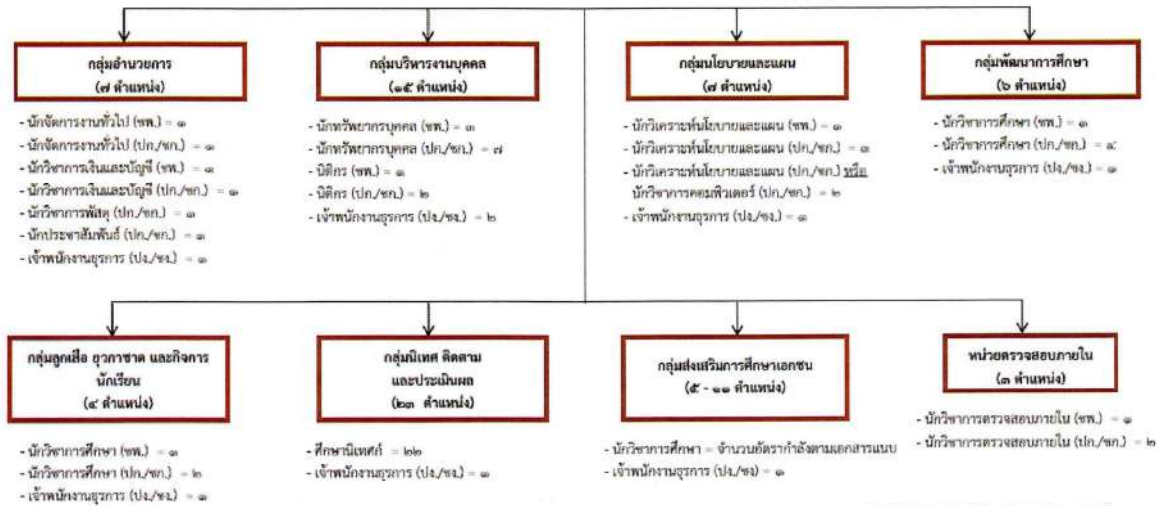 กลุ่มอำนวยการ
(๗ ตำแหน่ง)
- นักจัดการงานทั่วไป (ชพ.) = ๑
- นักจัดการงานทั่วไป (ปก./ชก.) = ๑
- นักวิชาการเงินและบัญชี (ชพ.) = ๑
- นักวิชาการเงินและบัญชี (ปก./ชก.) = ๑
- นักวิชาการพัสดุ (ปก./ชก.) = ๑
- นักประชาสัมพันธ์ (ปก./ชก.) = ๑
- เจ้าพนักงานธุรการ (ปง./ชง.) = ๑
กลุ่มบริหารงานบุคคล
(๑๕ ตำแหน่ง)
- นักทรัพยากรบุคคล (ชพ.) = ๓
- นักทรัพยากรบุคคล (ปก./ชก.) = ๗
- นิติกร (ชพ.) = ๑
- นิติกร (ปก./ชก.) = ๒
- เจ้าพนักงานธุรการ (ปง./ชง.) = ๒
กลุ่มนโยบายและแผน
(๗ ตำแหน่ง)
- นักวิเคราะห์นโยบายและแผน (ชพ.) = ๑
- นักวิเคราะห์นโยบายและแผน (ปก./ชก.) = ๓
- นักวิเคราะห์นโยบายและแผน (ปก./ชก.) หรือ
นักวิชาการคอมพิวเตอร์ (ปก./ชก.) = ๒
- เจ้าพนักงานธุรการ (ปง./ชง.) = ๑
กลุ่มพัฒนาการศึกษา
(๖ ตำแหน่ง)
- นักวิชาการศึกษา (ชพ.) = ๑
- นักวิชาการศึกษา (ปก./ชก.) = ๔
- เจ้าพนักงานธุรการ (ปง./ชง.) = ๑
กลุ่มลูกเสือ ยุวกาชาด และกิจการ
นักเรียน
(๔ ตำแหน่ง)
- นักวิชาการศึกษา (ชพ.) = ๑
- นักวิชาการศึกษา (ปก./ชก.) = ๒
- เจ้าพนักงานธุรการ (ปง./ชง.) = ๑
กลุ่มนิเทศ ติดตาม
และประเมินผล
(๒๓ ตำแหน่ง)
- ศึกษานิเทศก์ = ๒๒
- เจ้าพนักงานธุรการ (ปง./ชง.) = ๑
กลุ่มส่งเสริมการศึกษาเอกชน
(๕ - ๑๑ ตำแหน่ง)
- นักวิชาการศึกษา = จำนวนอัตรากำลังตามเอกสารแนบ
- เจ้าพนักงานธุรการ (ปง./ชง) = ๑
หน่วยตรวจสอบภายใน
(๓ ตำแหน่ง)
- นักวิชาการตรวจสอบภายใน (ชพ.) = ๑
- นักวิชาการตรวจสอบภายใน (ปก./ชก.) = ๒